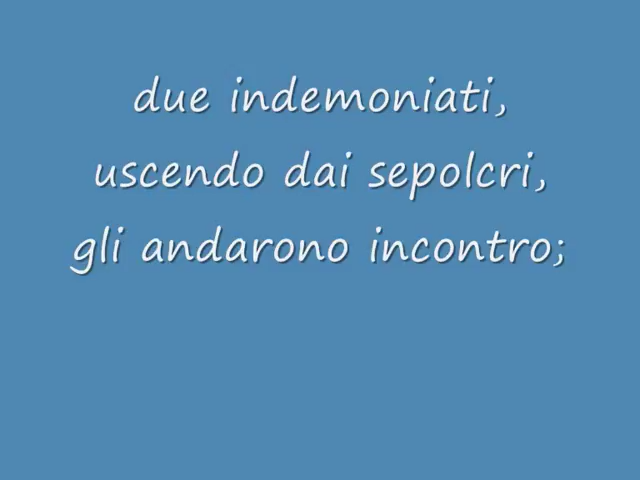 due indemoniati,
uscendo dai sepolcri,
gli andarono incontro;